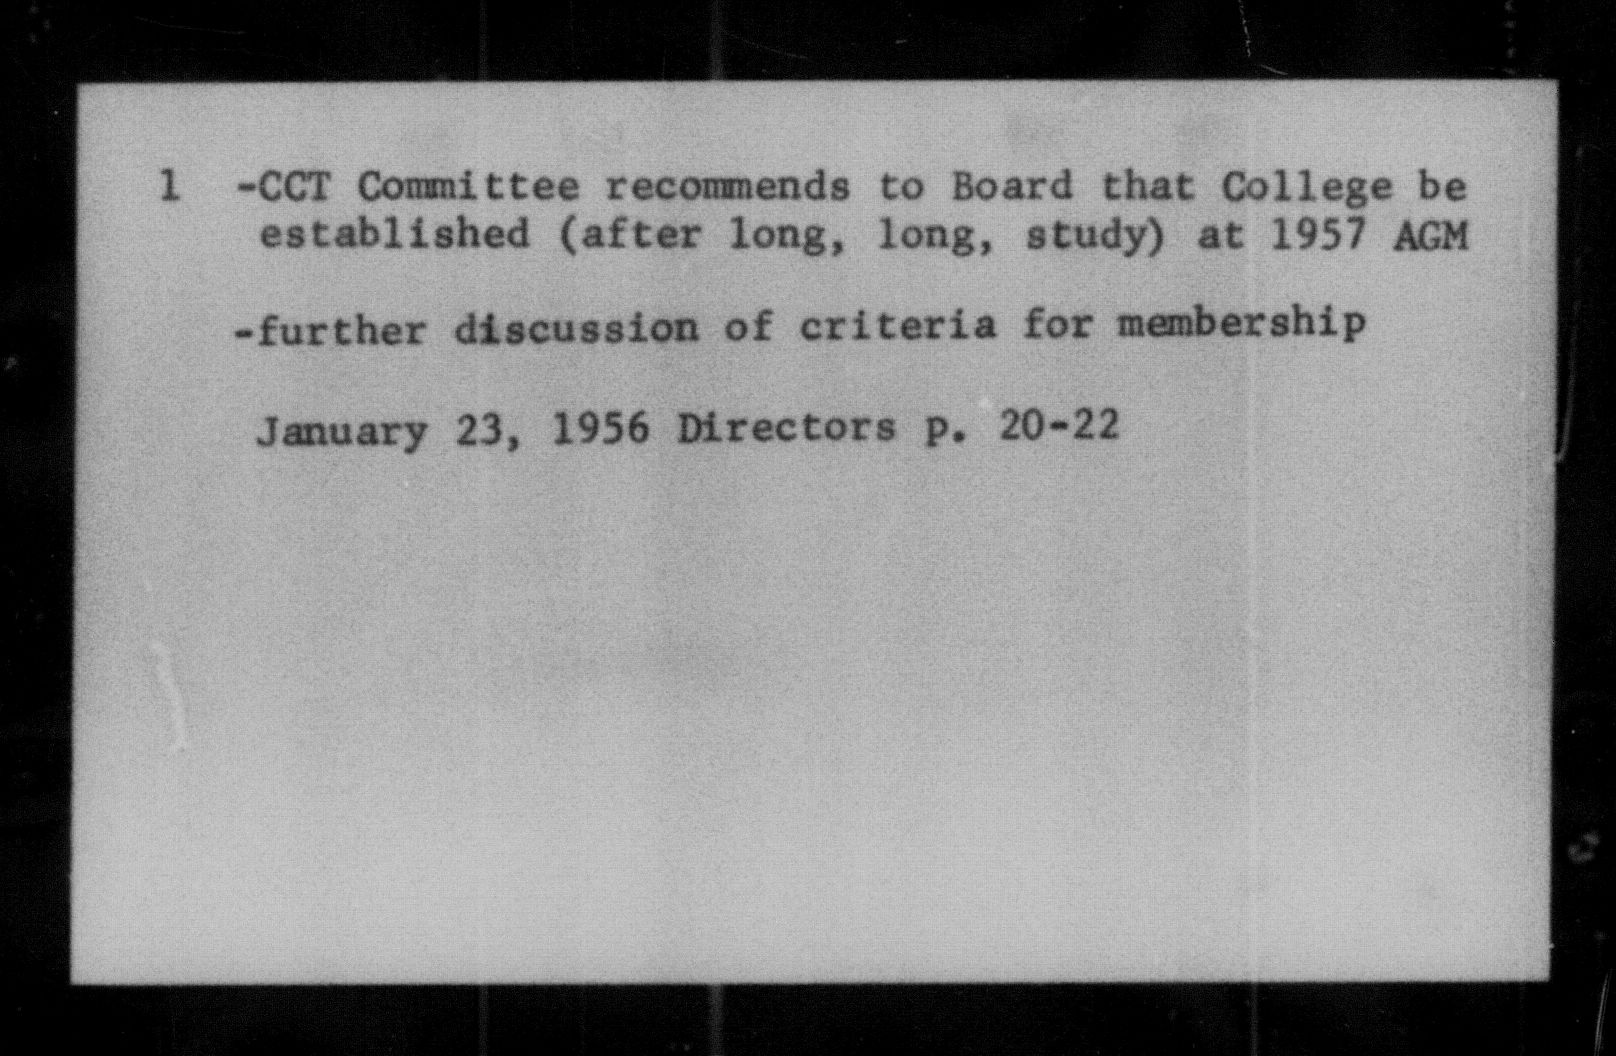 1 -CCT Committee recommends to Board that College be
established (after long, long, study) at 1957 AGM
-further discussion of criteria for membership
January 23, 1956 Directors p. 20-22